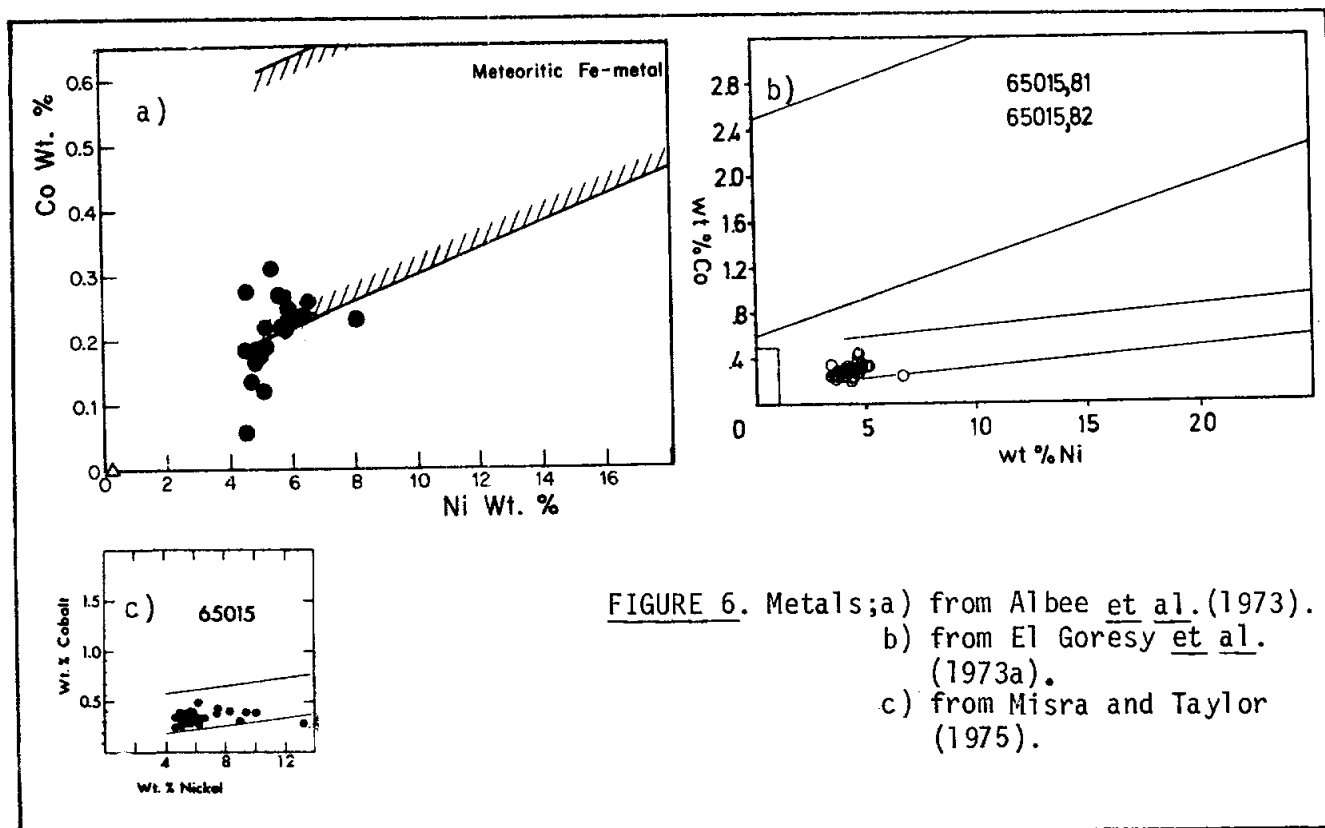 Meteoritic Fe-metal
a)
Co Wt. %
0.6
0.5
0.4
0.3
0.2
0.1
0
0 2 4 6 8 10 12 14 16
Ni Wt. %
b)
65015,81
65015,82
wt %Co
2.8
2.4
2.0
1.6
1.2
.8
.4
0 5 10 15 20
wt % Ni
c)
65015
Wt. % Cobalt
1.5
1.0
0.5
4 8 12
Wt. % Nickel
FIGURE 6. Metals;a) from Albee et al.(1973).
b) from El Goresy et al.
(1973a).
c) from Misra and Taylor
(1975).